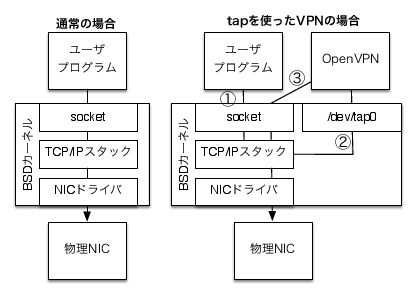 通常の場合
tapを使ったVPNの場合
ユーザ
プログラム
BSDカーネル
socket
TCP/IPスタック
NICドライバ
物理NIC
ユーザ
プログラム
OpenVPN
③
①
BSDカーネル
socket
/dev/tap0
②
TCP/IPスタック
NICドライバ
物理NIC